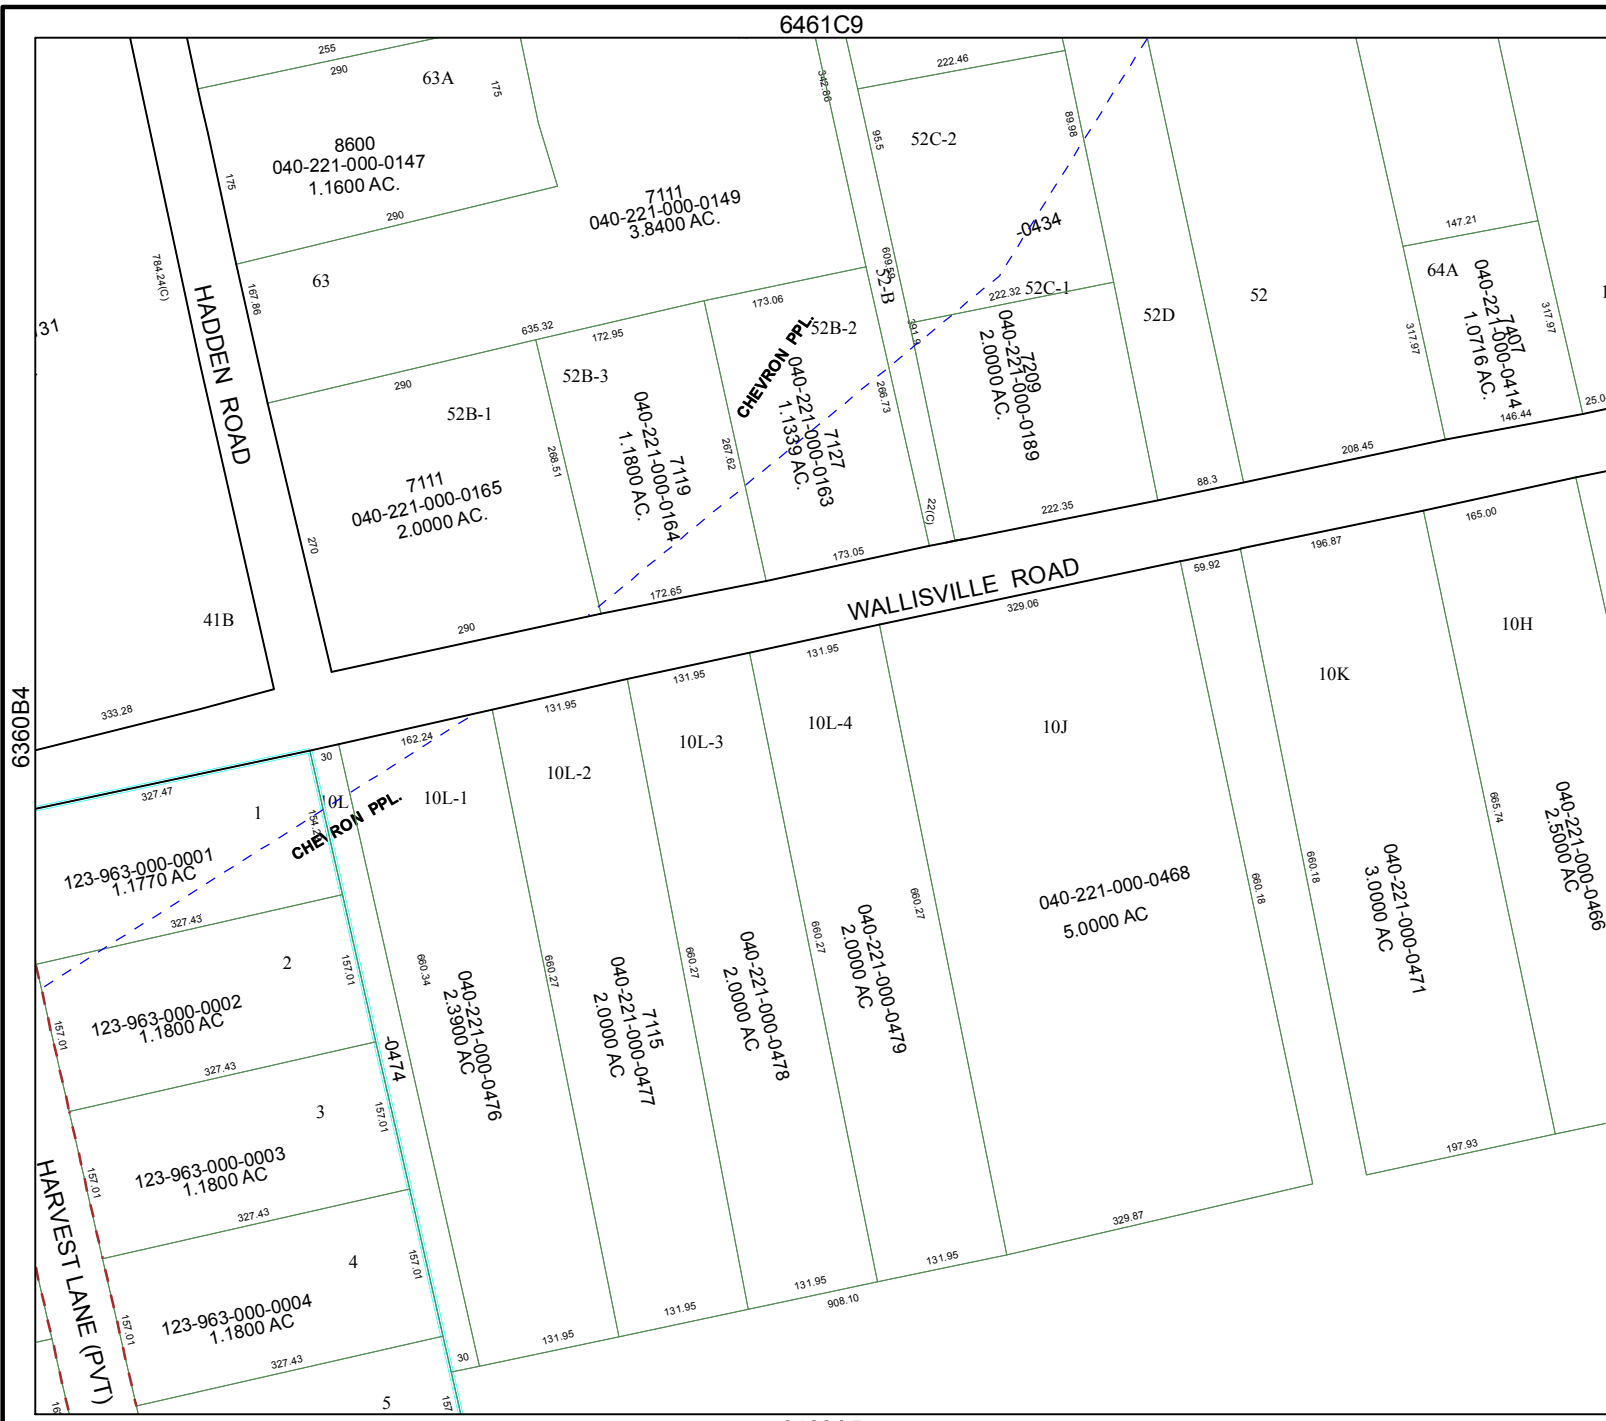 6461C9
255
290
63A
175
8600
040-221-000-0147
1.1600 AC.
175
290
784.24(C)
HADDEN ROAD
167.86
63
7111
040-221-000-0149
3.8400 AC.
342.86
222.46
95.5
52C-2
89.98
-0434
609.59
52-B
222.32
52C-1
391.9
52D
52
147.21
64A
7407
040-221-000-0414
1.0716 AC.
317.97
317.97
146.44
25.0
,31
635.32
173.06
172.95
290
52B-1
52B-3
52B-2
CHEVRON PPL.
7111
040-221-000-0165
2.0000 AC.
268.51
7119
040-221-000-0164
1.1800 AC.
267.62
7127
040-221-000-0163
1.1339 AC.
266.73
7209
040-221-000-0189
2.0000 AC.
270
22(C)
222.35
88.3
208.45
173.05
172.65
290
41B
333.28
6360B4
WALLISVILLE ROAD
329.06
59.92
196.87
165.00
131.95
131.95
131.95
162.24
30
327.47
1
10L
CHEVRON PPL.
10L-1
10L-2
10L-3
10L-4
10J
10K
10H
123-963-000-0001
1.1770 AC
327.43
2
157.01
123-963-000-0002
1.1800 AC
157.01
327.43
-0474
3
157.01
123-963-000-0003
1.1800 AC
157.01
327.43
4
157.01
123-963-000-0004
1.1800 AC
157.01
327.43
5
157
HARVEST LANE (PVT)
660.34
040-221-000-0476
2.3900 AC
660.27
7115
040-221-000-0477
2.0000 AC
660.27
040-221-000-0478
2.0000 AC
660.27
040-221-000-0479
2.0000 AC
660.27
040-221-000-0468
5.0000 AC
660.18
660.18
040-221-000-0471
3.0000 AC
665.74
040-221-000-0466
2.5000 AC
197.93
329.87
131.95
131.95
908.10
131.95
131.95
30